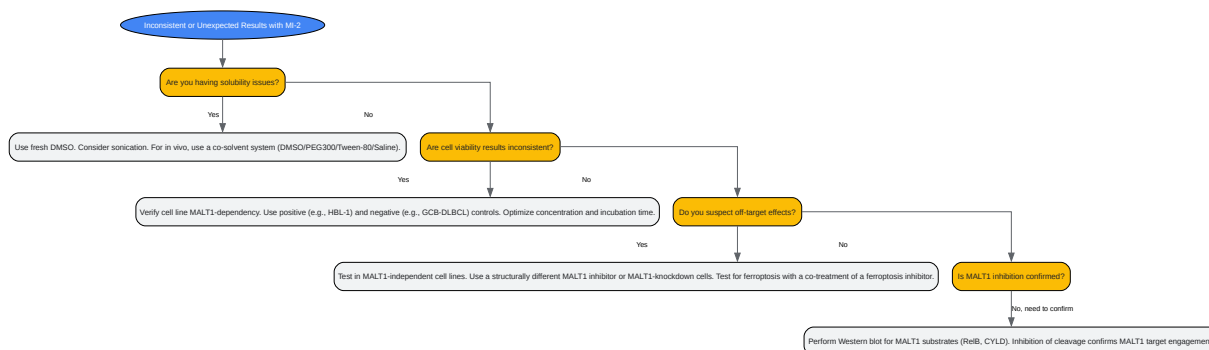 Inconsistent or Unexpected Results with MI-2
Are you having solubility issues?
Yes
No
Use fresh DMSO. Consider sonication. For in vivo, use a co-solvent system (DMSO/PEG300/Tween-80/Saline).
Are cell viability results inconsistent?
Yes
No
Verify cell line MALT1-dependency. Use positive (e.g., HBL-1) and negative (e.g., GCB-DLBCL) controls. Optimize concentration and incubation time.
Do you suspect off-target effects?
Yes
No
Test in MALT1-independent cell lines. Use a structurally different MALT1 inhibitor or MALT1-knockdown cells. Test for ferroptosis with a co-treatment of a ferroptosis inhibitor.
Is MALT1 inhibition confirmed?
No, need to confirm
Perform Western blot for MALT1 substrates (RelB, CYLD). Inhibition of cleavage confirms MALT1 target engagemen